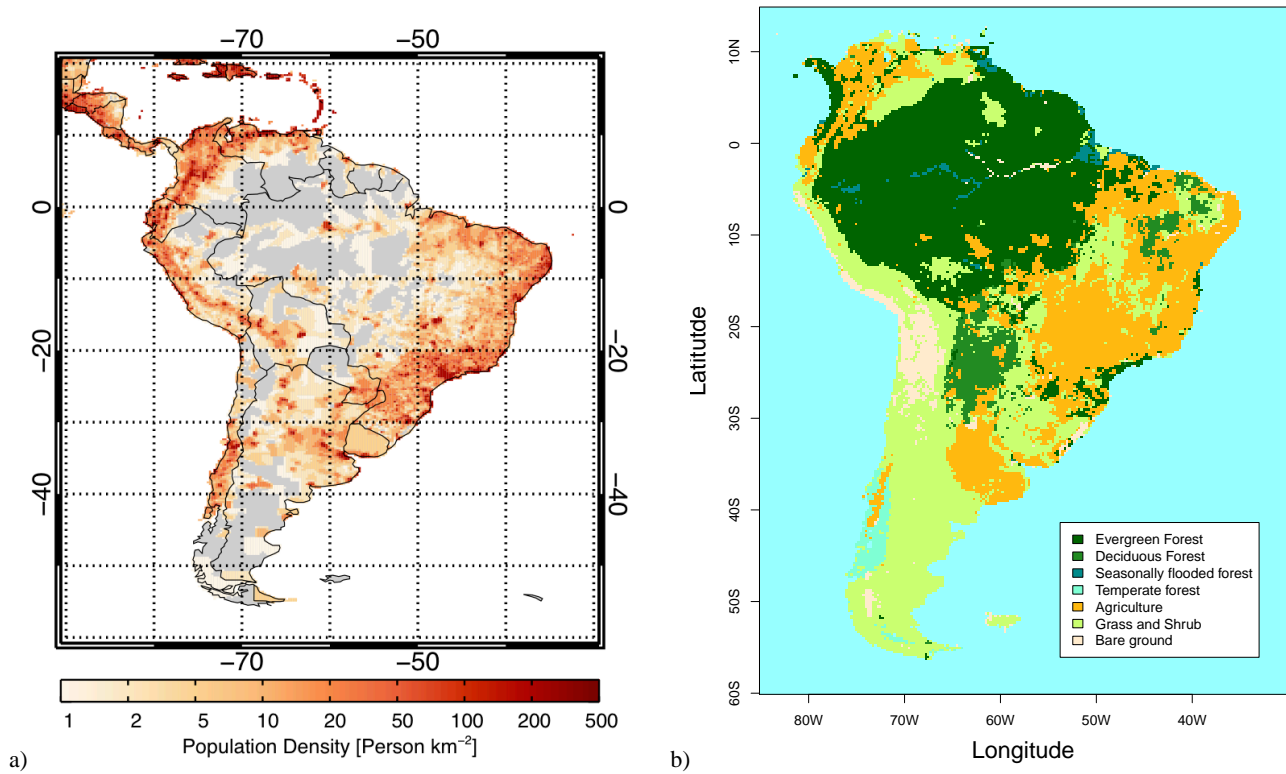 −70 −50
0 0
−20 −20
−40 −40
−70 −50
1 2 5 10 20 50 100 200 500
Population Density [Person km−2]
a)
10N
0
10S
20S
30S
40S
50S
60S
Latitutde
Evergreen Forest
Deciduous Forest
Seasonally flooded forest
Temperate forest
Agriculture
Grass and Shrub
Bare ground
80W 70W 60W 50W 40W
Longitude
b)